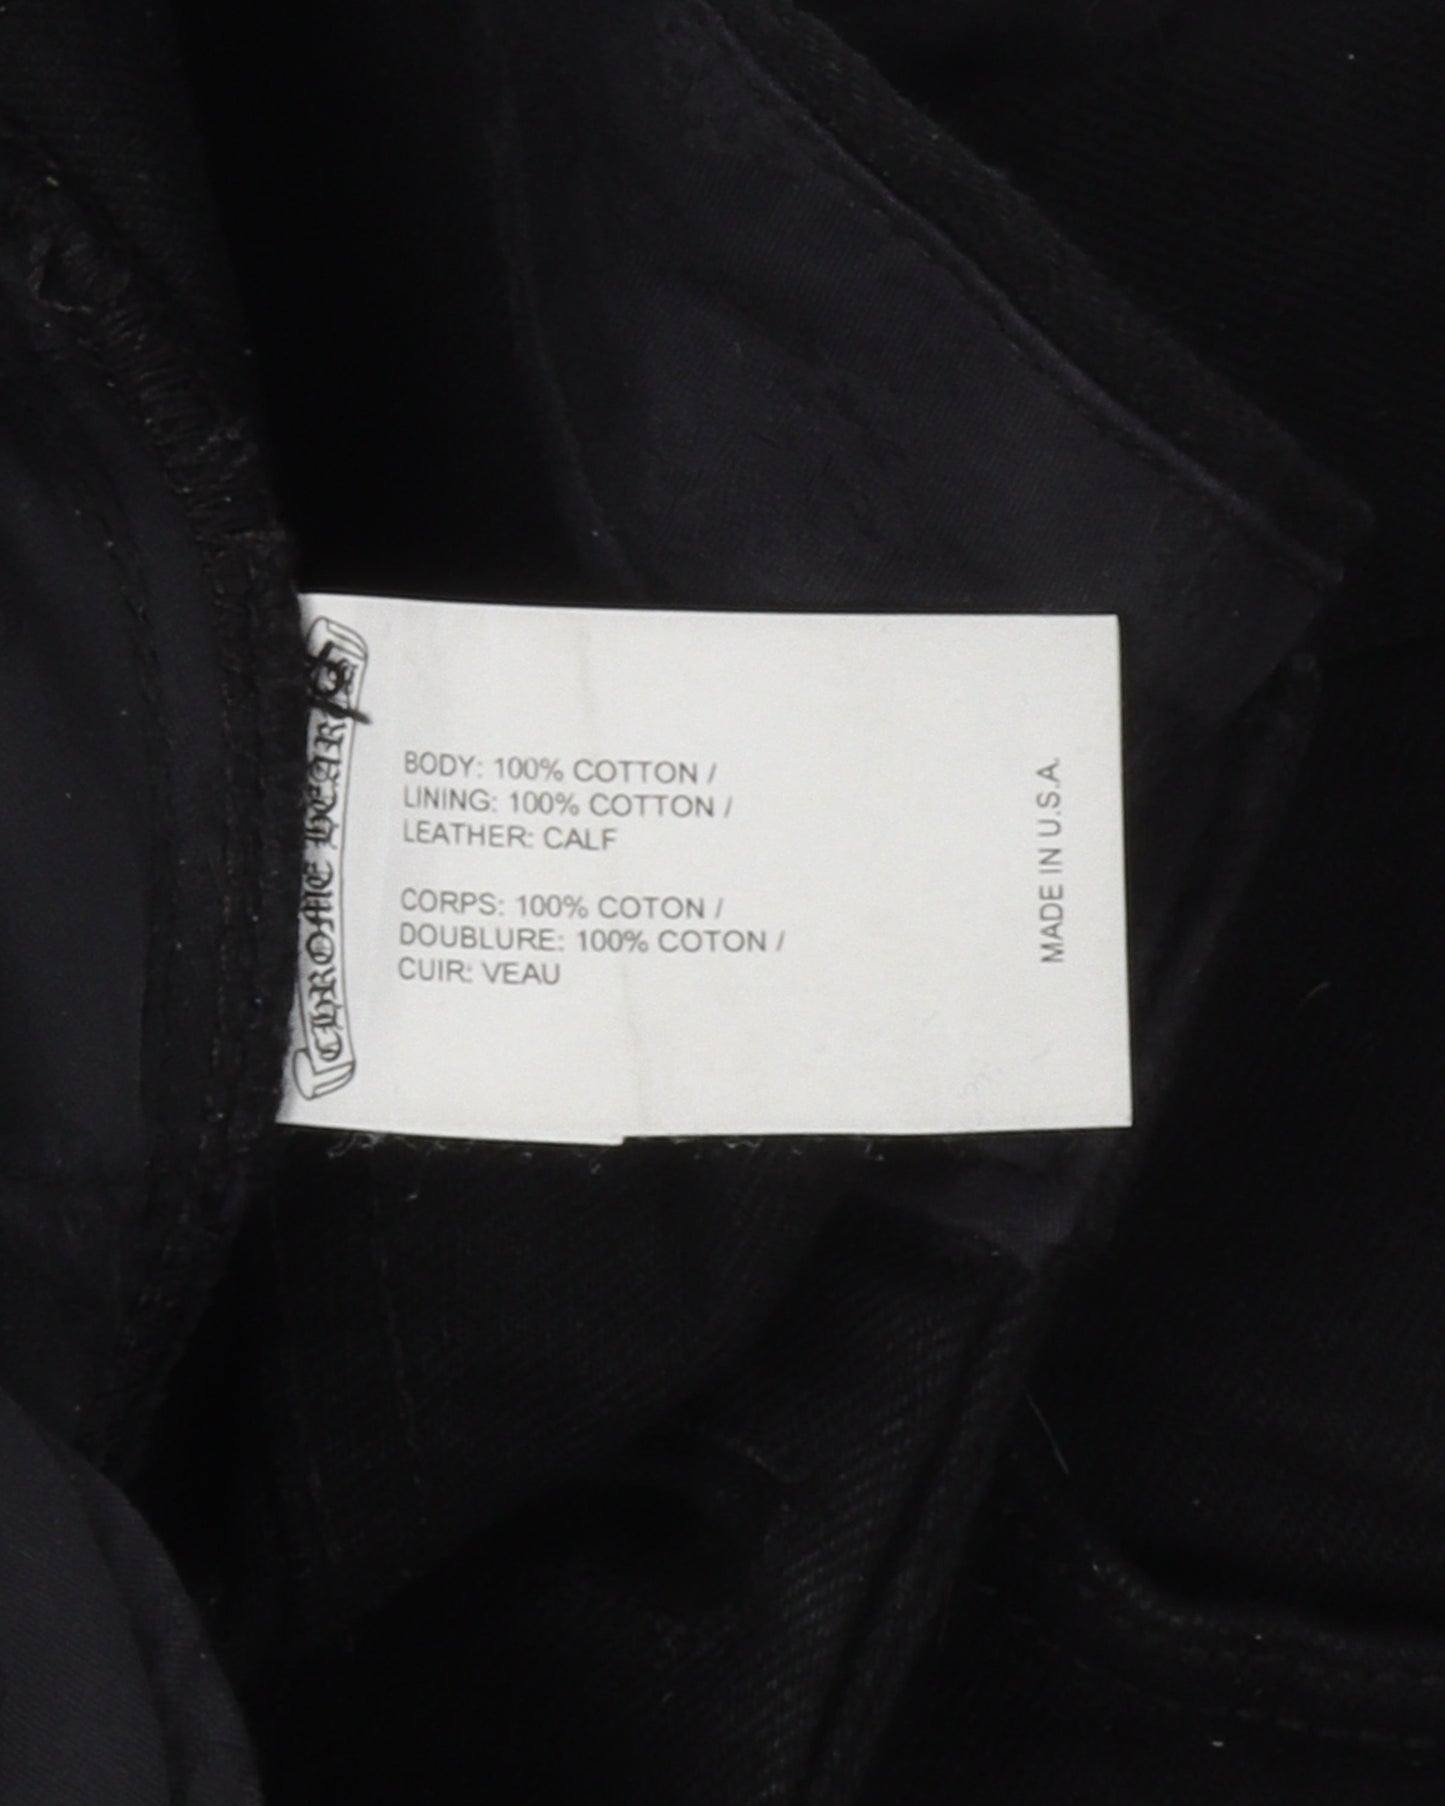 CHROME HEARTS
BODY: 100% COTTON /
LINING: 100% COTTON /
LEATHER: CALF
CORPS: 100% COTON /
DOUBLURE: 100% COTON /
CUIR: VEAU
MADE IN U.S.A.